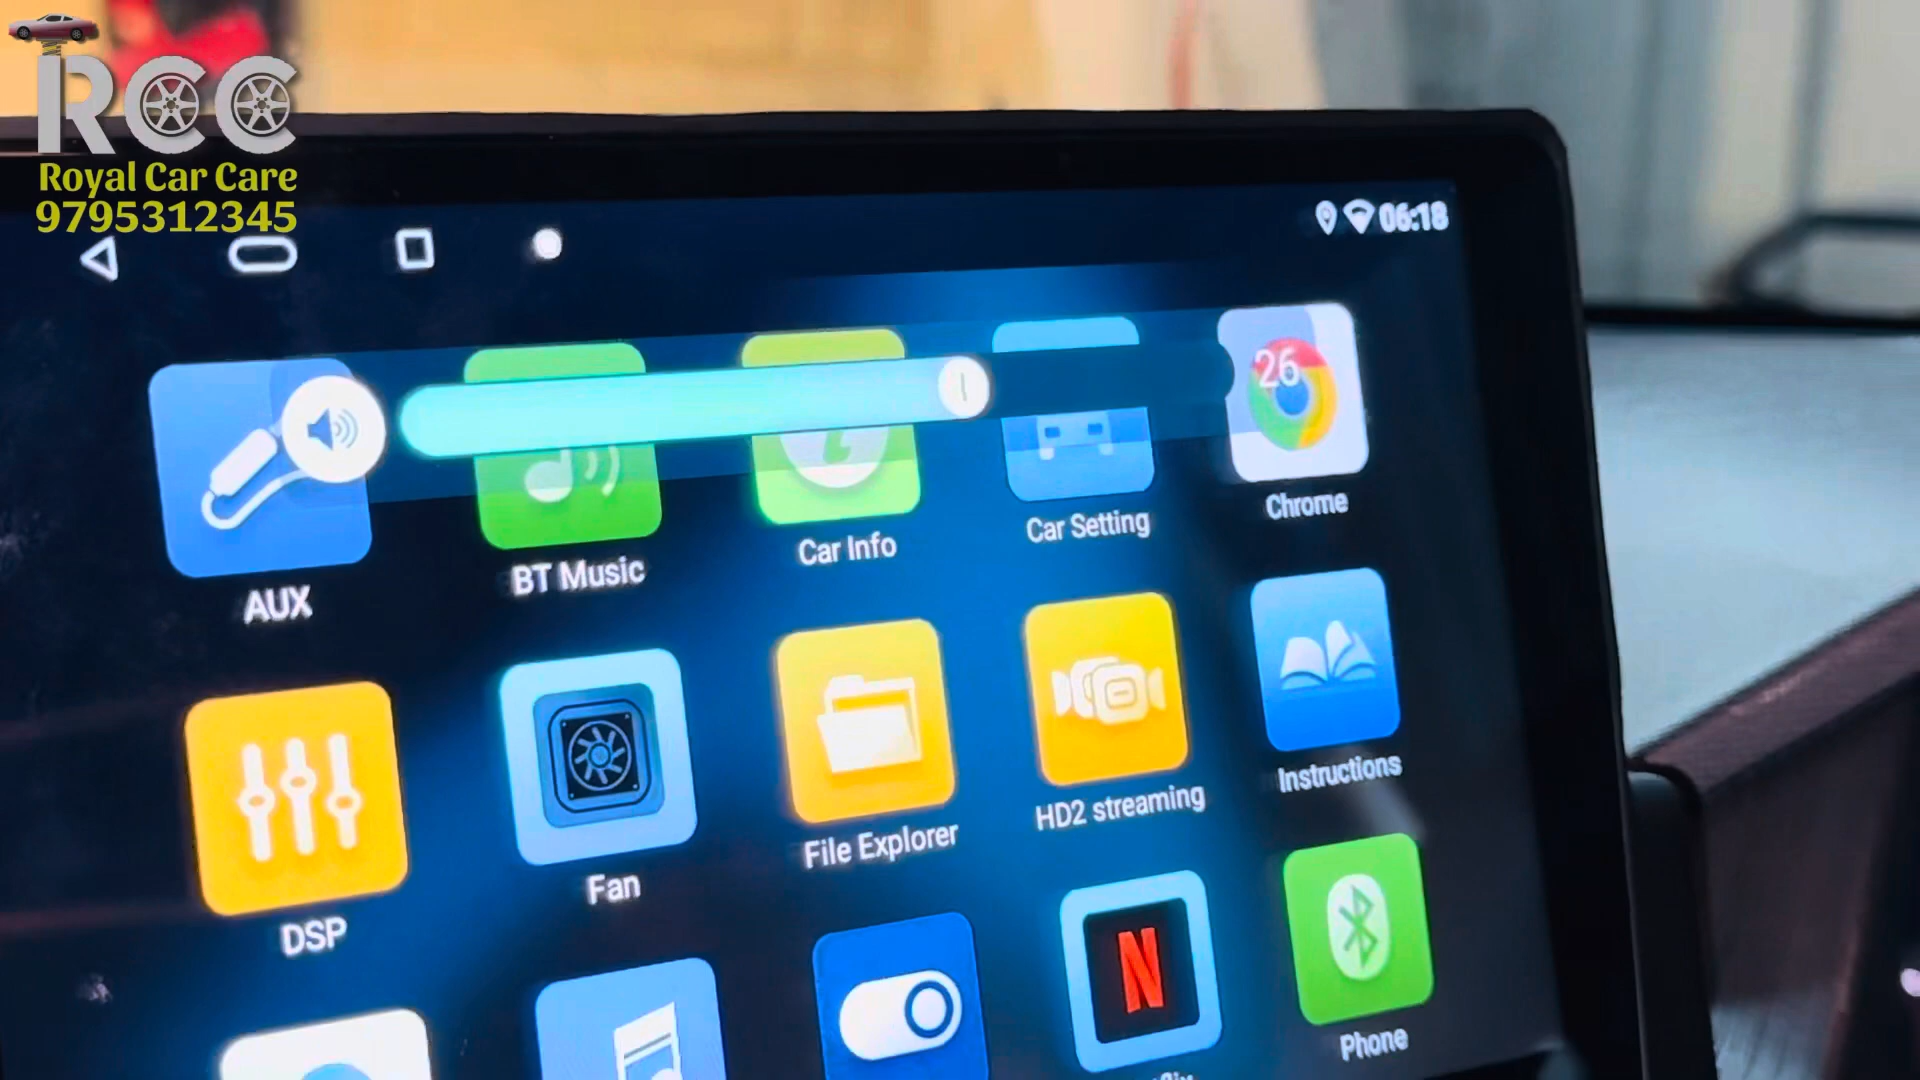 RCC
Royal Car Care
9795312345
06:18
26
AUX
BT Music
Car Info
Car Setting
Chrome
DSP
Fan
File Explorer
HD2 streaming
Instructions
N
Phone